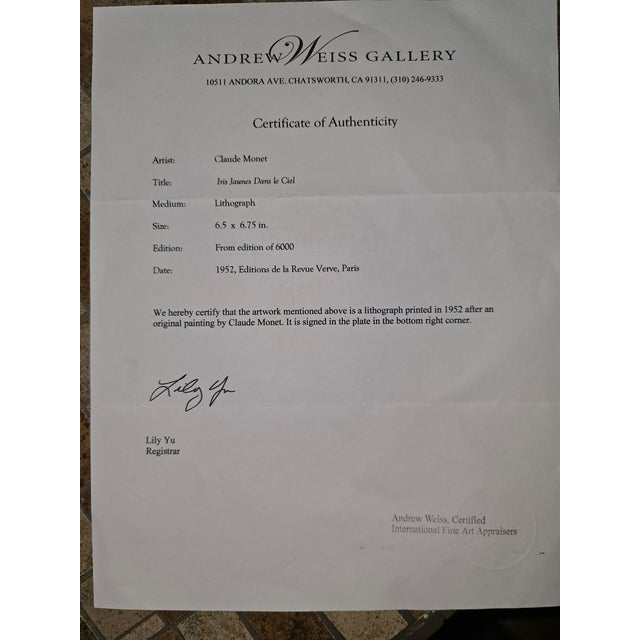 ANDREW WEISS GALLERY
10511 ANDORA AVE. CHATSWORTH, CA 91311, (310) 246-9333
Certificate of Authenticity
Artist: Claude Monet
Title: Iris Jaunes Dans le Ciel
Medium: Lithograph
Size: 6.5 x 6.75 in.
Edition: From edition of 6000
Date: 1952, Editions de la Revue Verve, Paris
We hereby certify that the artwork mentioned above is a lithograph printed in 1952 after an
original painting by Claude Monet. It is signed in the plate in the bottom right corner.
Lily Yu
Lily Yu
Registrar
Andrew Weiss, Certified
International Fine Art Appraisers